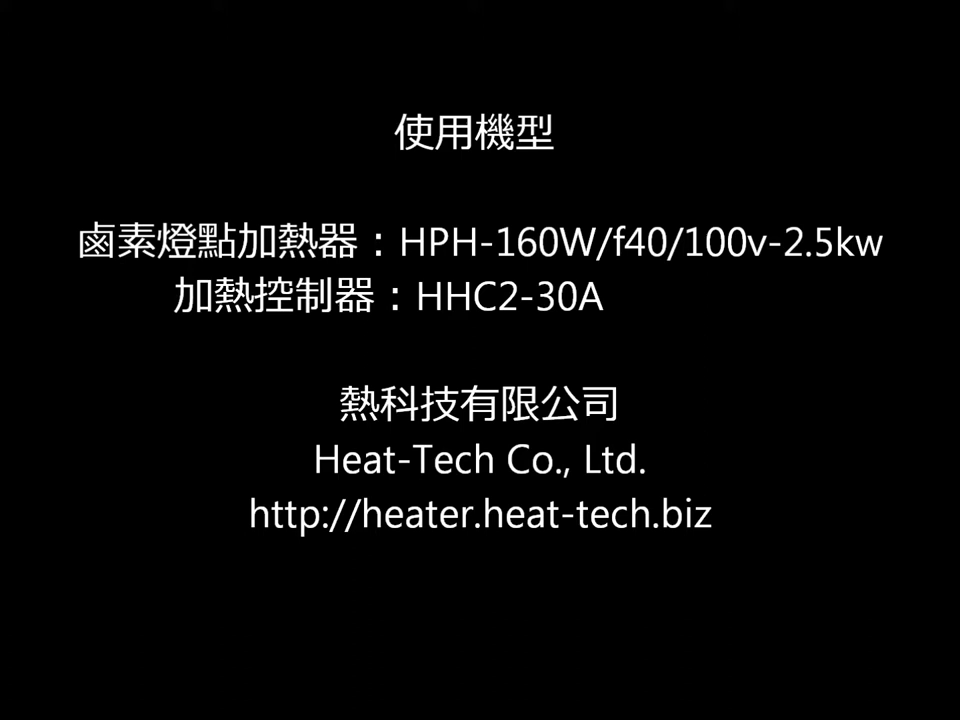 使用機型
鹵素燈點加熱器：HPH-160W/f40/100v-2.5kw
加熱控制器：HHC2-30A
熱科技有限公司
Heat-Tech Co., Ltd.
http://heater.heat-tech.biz